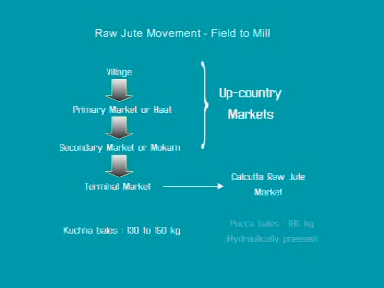 Raw Jute Movement - Field to Mill
Village
Primary Market or Haat
Secondary Market or Mokam
Terminal Market
Up-country
Markets
Calcutta Raw Jute
Market
Kuchha bales : 130 to 150 kg
Pucca bales : 180 kg
(Hydraulically pressed)